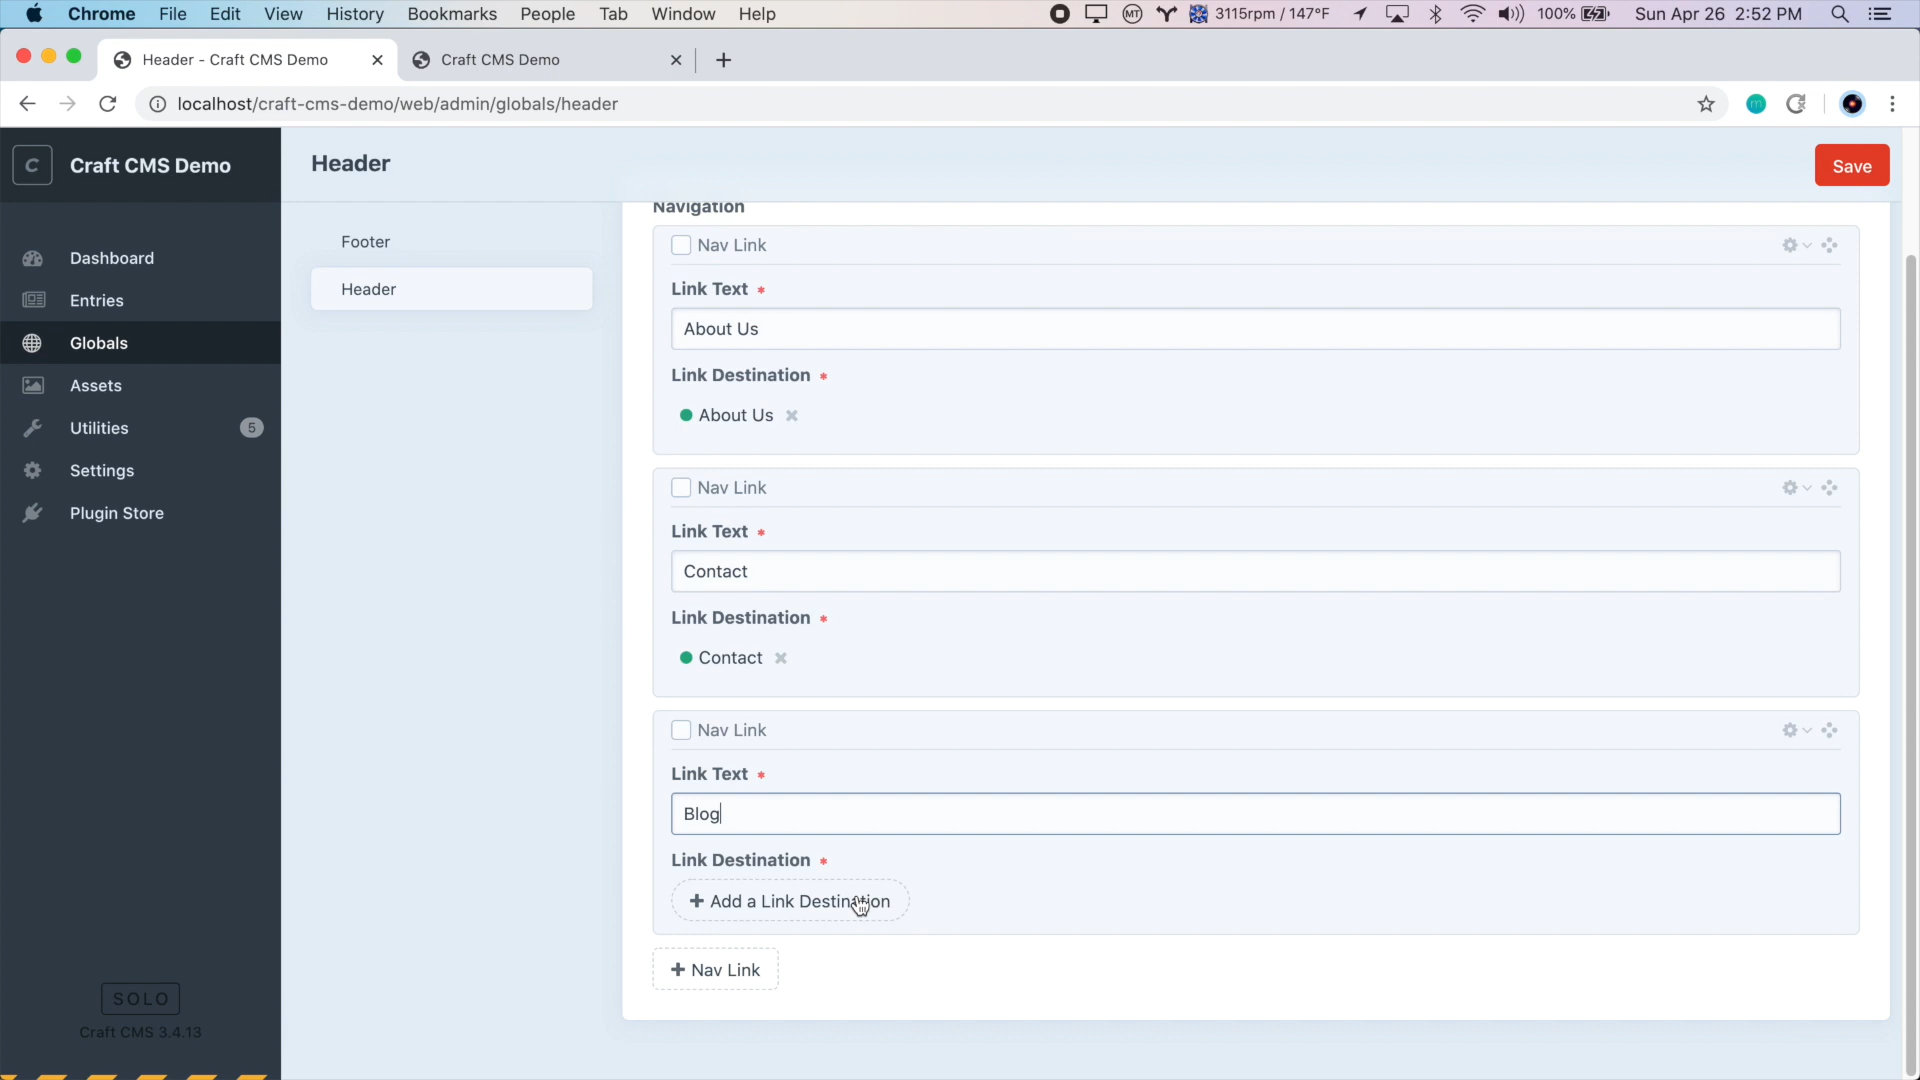 Chrome File Edit View History Bookmarks People Tab Window Help MT 3115rpm / 147°F 100% Sun Apr 26 2:52 PM
Header - Craft CMS Demo Craft CMS Demo
localhost/craft-cms-demo/web/admin/globals/header m
C Craft CMS Demo
Header
Save
Dashboard
Entries
Globals
Assets
Utilities 5
Settings
Plugin Store
SOLO
Craft CMS 3.4.13
Footer
Header
Navigation
Nav Link
Link Text *
About Us
Link Destination *
About Us
Nav Link
Link Text *
Contact
Link Destination *
Contact
Nav Link
Link Text *
Blog
Link Destination *
+ Add a Link Destination
+ Nav Link